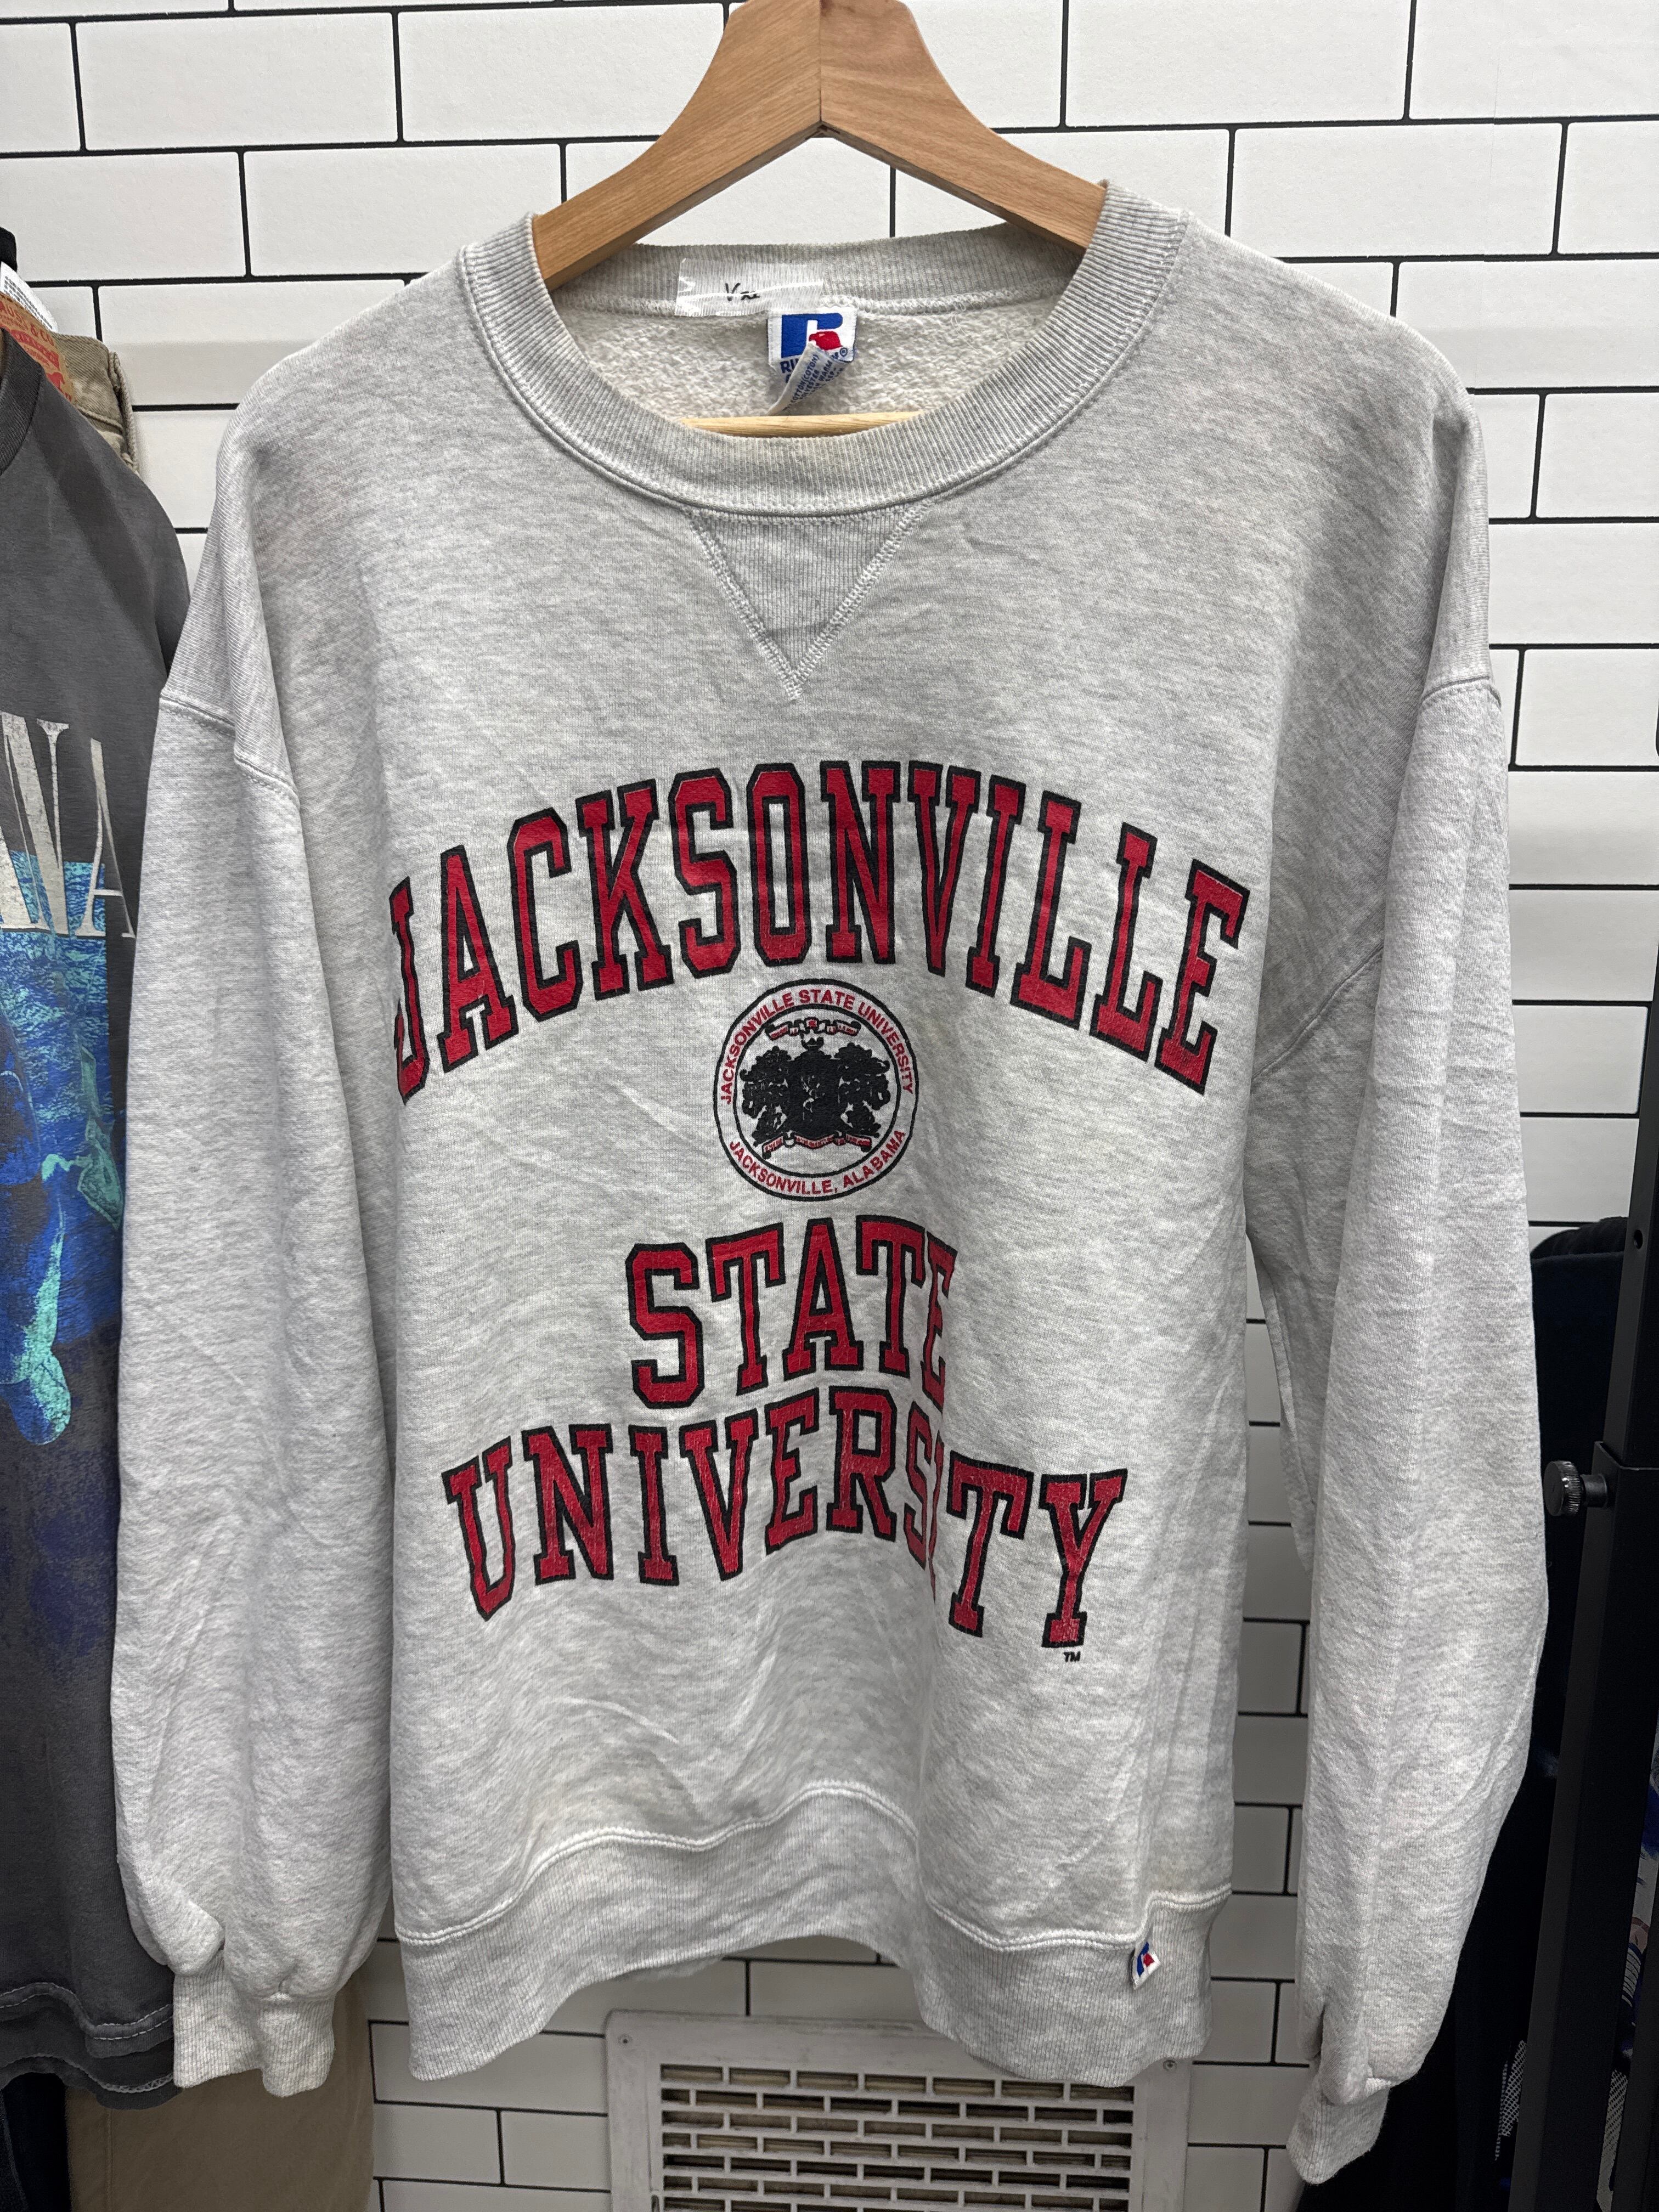 JACKSONVILLE
JACKSONVILLE STATE UNIVERSITY
JACKSONVILLE, ALABAMA
STATE
UNIVERSITY
TM